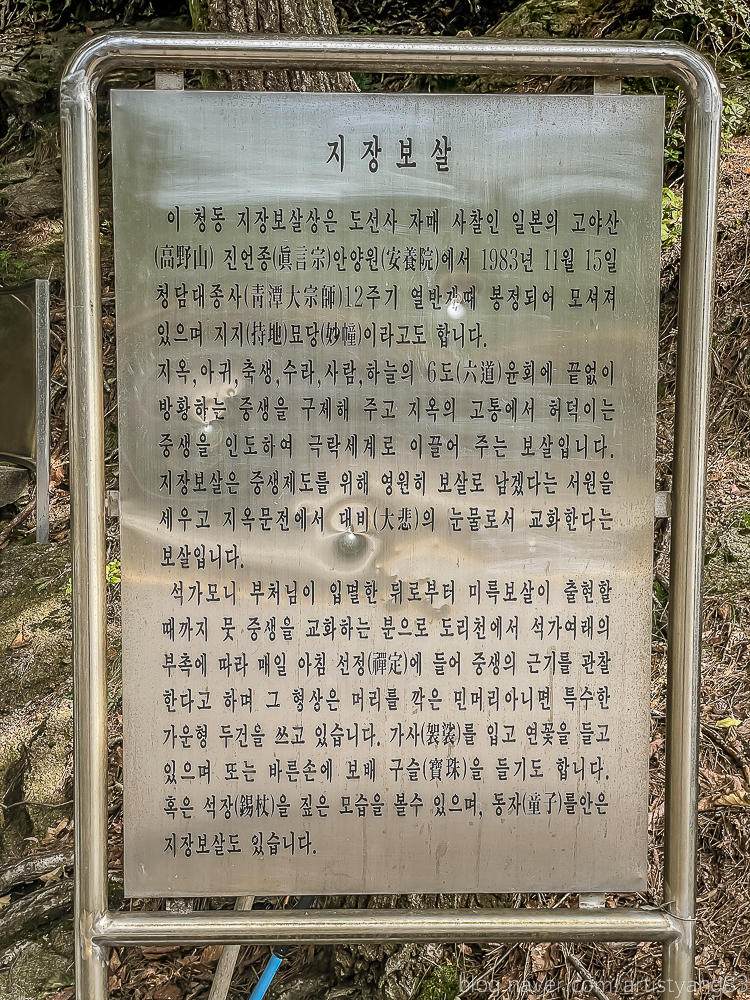 지장보살
이 청동 지장보살상은 도선사 자매 사찰인 일본의 고야산
(高野山) 진언종(眞言宗)안양원(安養院)에서 1983년 11월 15일
청담대종사(靑潭大宗師)12주기 열반개때 봉정되어 모셔져
있으며 지지(持地)묘당(妙幢)이라고도 합니다.
지옥,아귀,축생,수라,사람,하늘의 6도(六道)윤회에 끝없이
방황하는 중생을 구제해 주고 지옥의 고통에서 허덕이는
중생을 인도하여 극락세계로 이끌어 주는 보살입니다.
지장보살은 중생제도를 위해 영원히 보살로 남겠다는 서원을
세우고 지옥문전에서 대비(大悲)의 눈물로서 교화한다는
보살입니다.
석가모니 부처님이 입멸한 뒤로부터 미륵보살이 출현할
때까지 뭇 중생을 교화하는 분으로 도리천에서 석가여래의
부촉에 따라 매일 아침 선정(禪定)에 들어 중생의 근기를 관찰
한다고 하며 그 형상은 머리를 깍은 민머리아니면 특수한
가운형 두건을 쓰고 있습니다. 가사(袈裟)를 입고 연꽃을 들고
있으며 또는 바른손에 보배 구슬(寶珠)을 들기도 합니다.
혹은 석장(錫杖)을 짚은 모습을 볼수 있으며, 동자(童子)를안은
지장보살도 있습니다.